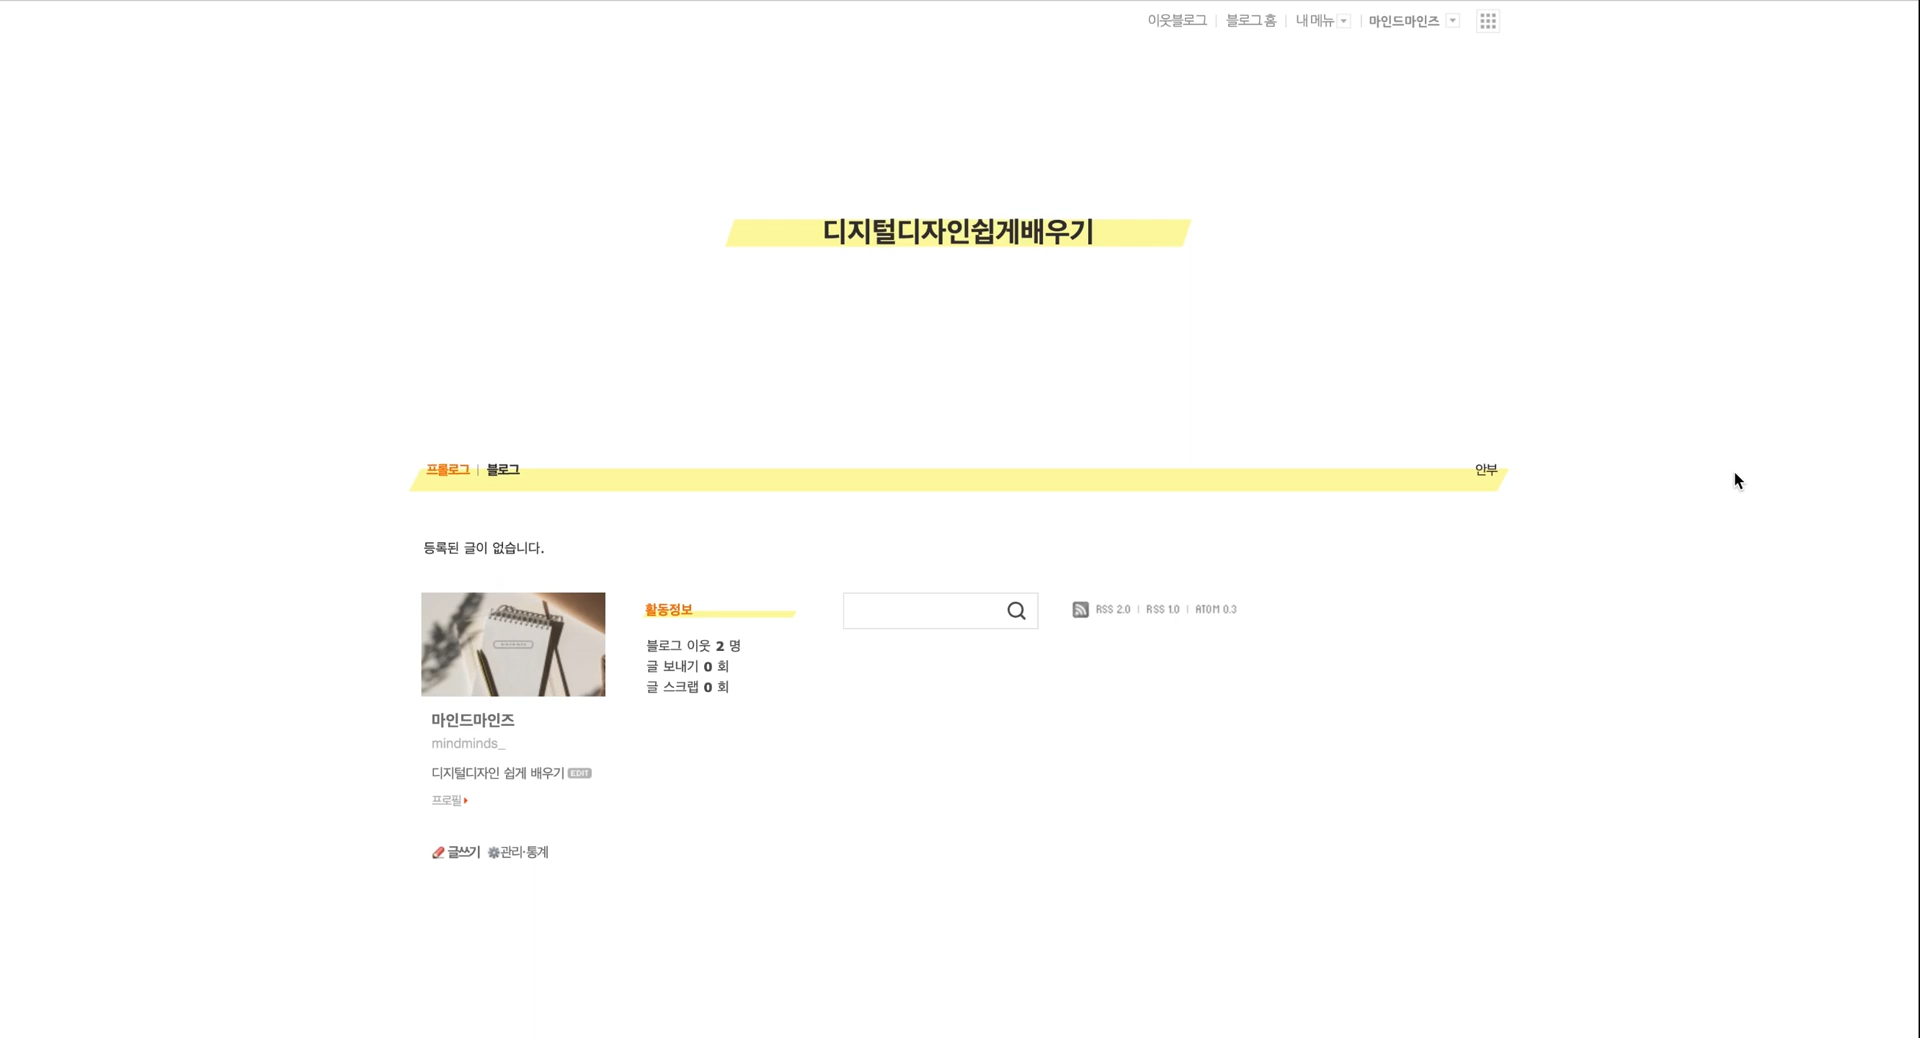 이웃블로그 | 블로그 홈 | 내 메뉴 | 마인드마인즈
디지털디자인쉽게배우기
프롤로그 | 블로그
안부
등록된 글이 없습니다.
마인드마인즈
mindminds_
디지털디자인 쉽게 배우기 EDIT
프로필
글쓰기 관리·통계
활동정보
블로그 이웃 2 명
글 보내기 0 회
글 스크랩 0 회
RSS 2.0 | RSS 1.0 | ATOM 0.3